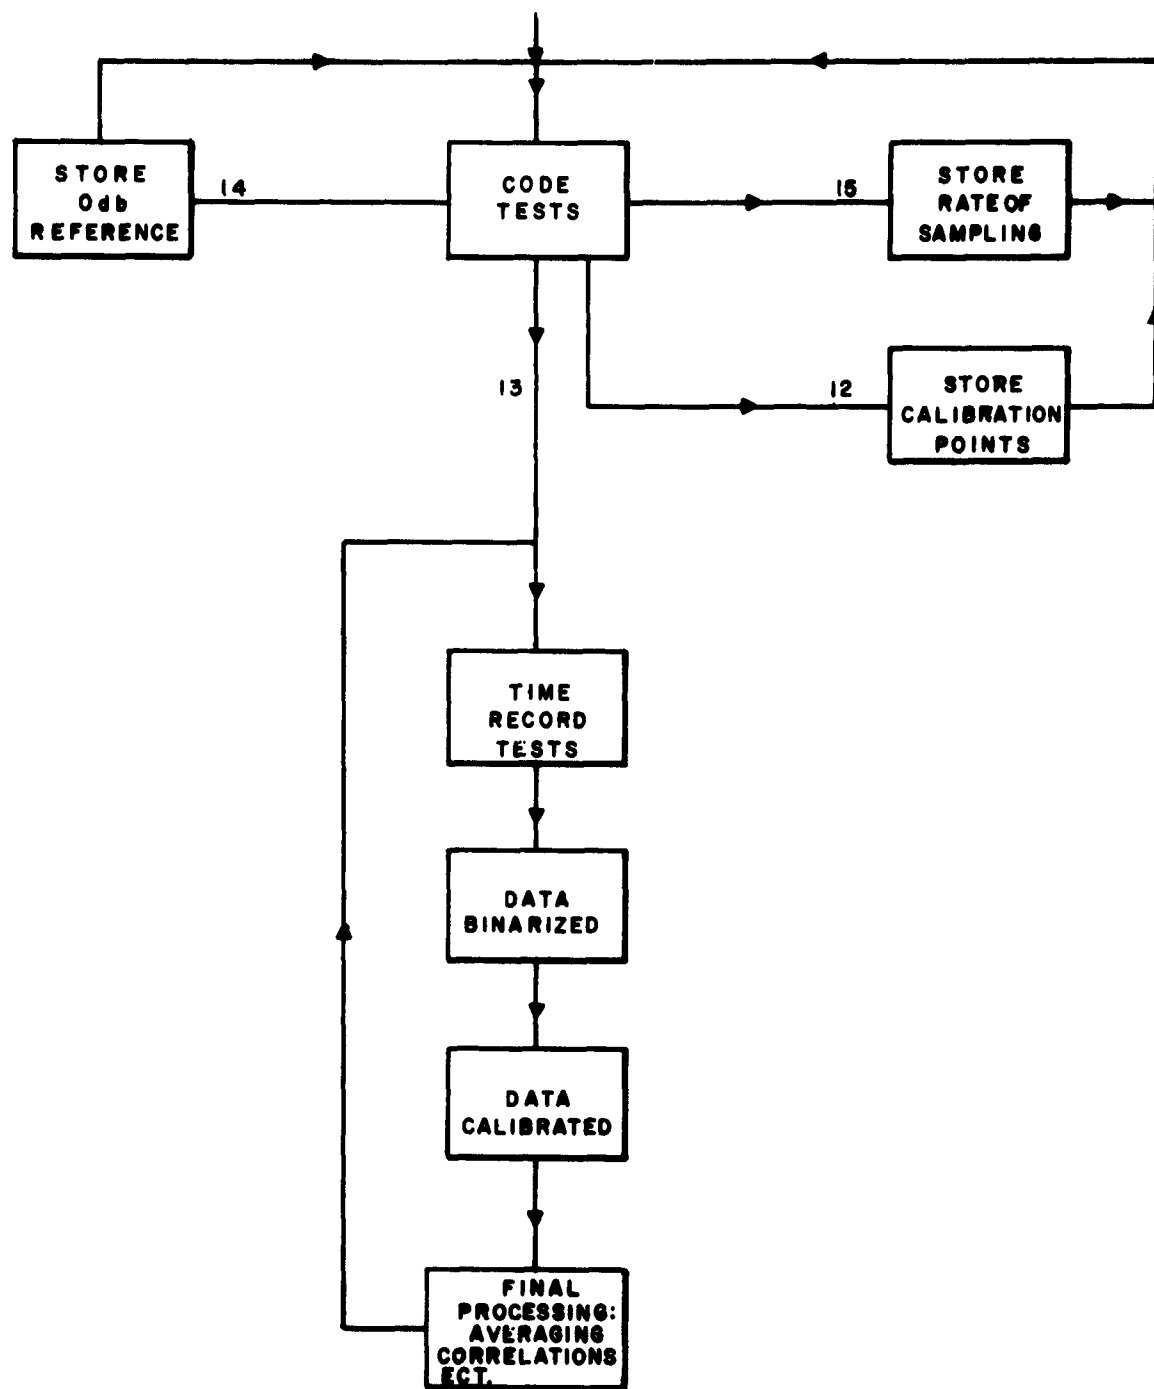 STORE
0db
REFERENCE
14
CODE
TESTS
15
STORE
RATE OF
SAMPLING
13
12
STORE
CALIBRATION
POINTS
TIME
RECORD
TESTS
DATA
BINARIZED
DATA
CALIBRATED
FINAL
PROCESSING:
AVERAGING
CORRELATIONS
ECT.